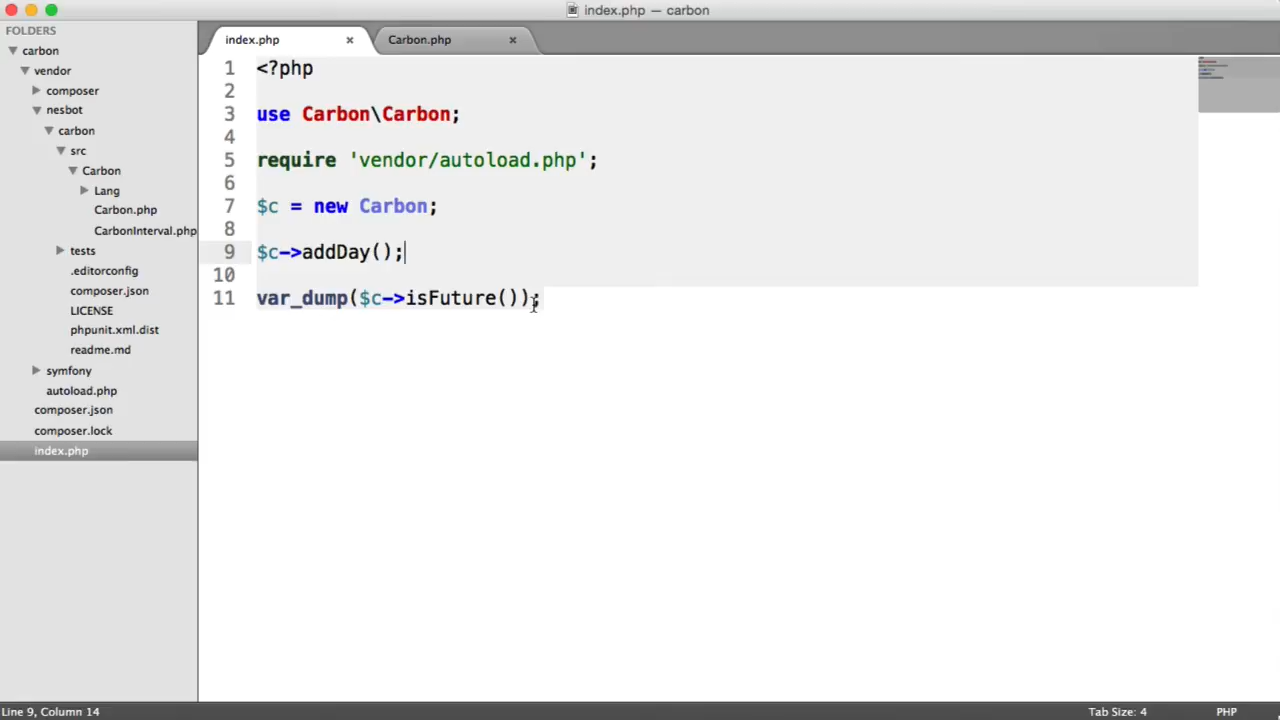 index.php — carbon
FOLDERS
carbon
vendor
composer
nesbot
carbon
src
Carbon
Lang
Carbon.php
CarbonInterval.php
tests
.editorconfig
composer.json
LICENSE
phpunit.xml.dist
readme.md
symfony
autoload.php
composer.json
composer.lock
index.php
index.php × Carbon.php ×
1 <?php
2
3 use Carbon\Carbon;
4
5 require 'vendor/autoload.php';
6
7 $c = new Carbon;
8
9 $c->addDay();
10
11 var_dump($c->isFuture());
Line 9, Column 14 Tab Size: 4 PHP